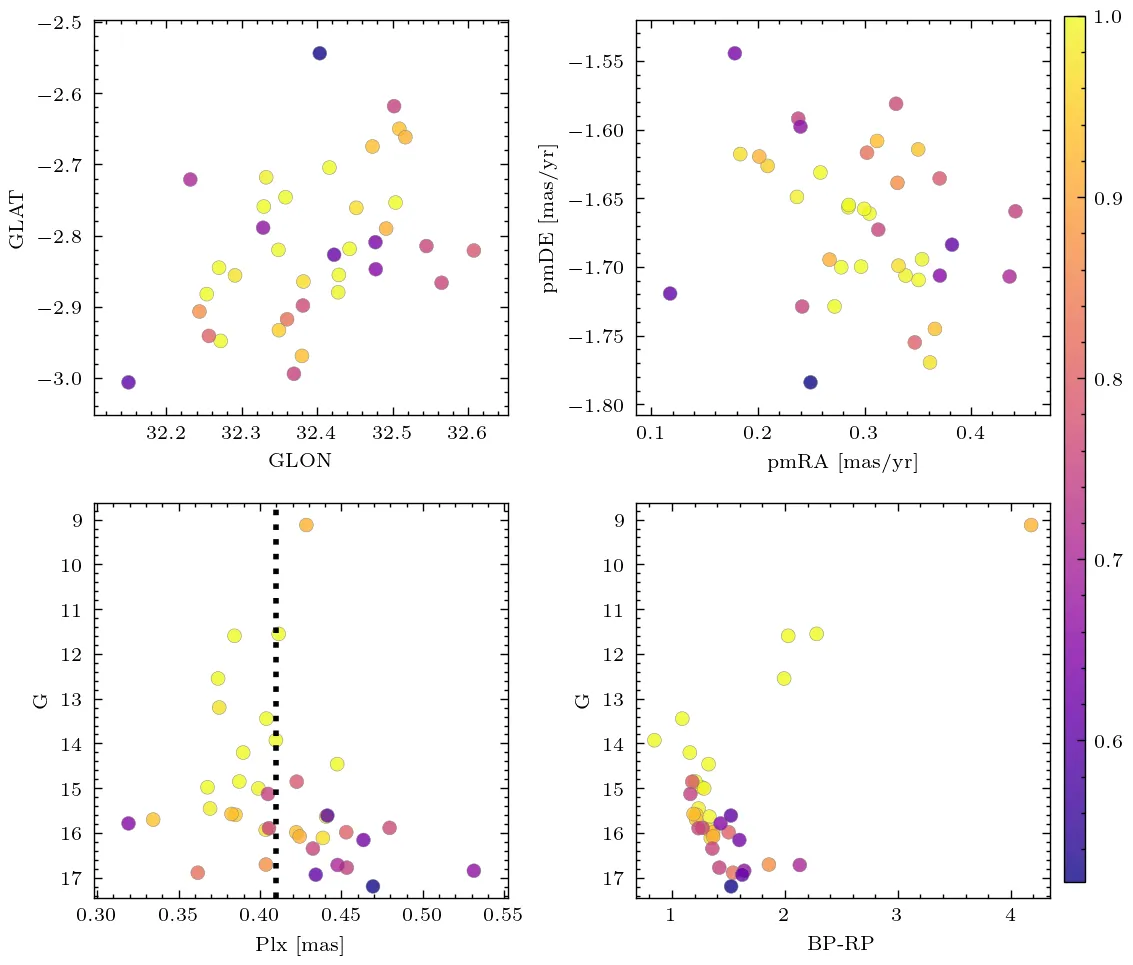 −2.5
−2.6
−2.7
−2.8
−2.9
−3.0
GLAT
32.2 32.3 32.4 32.5 32.6
GLON
−1.55
−1.60
−1.65
−1.70
−1.75
−1.80
pmDE [mas/yr]
0.1 0.2 0.3 0.4
pmRA [mas/yr]
9
10
11
12
13
14
15
16
17
G
0.30 0.35 0.40 0.45 0.50 0.55
Plx [mas]
9
10
11
12
13
14
15
16
17
G
1 2 3 4
BP-RP
1.0
0.9
0.8
0.7
0.6